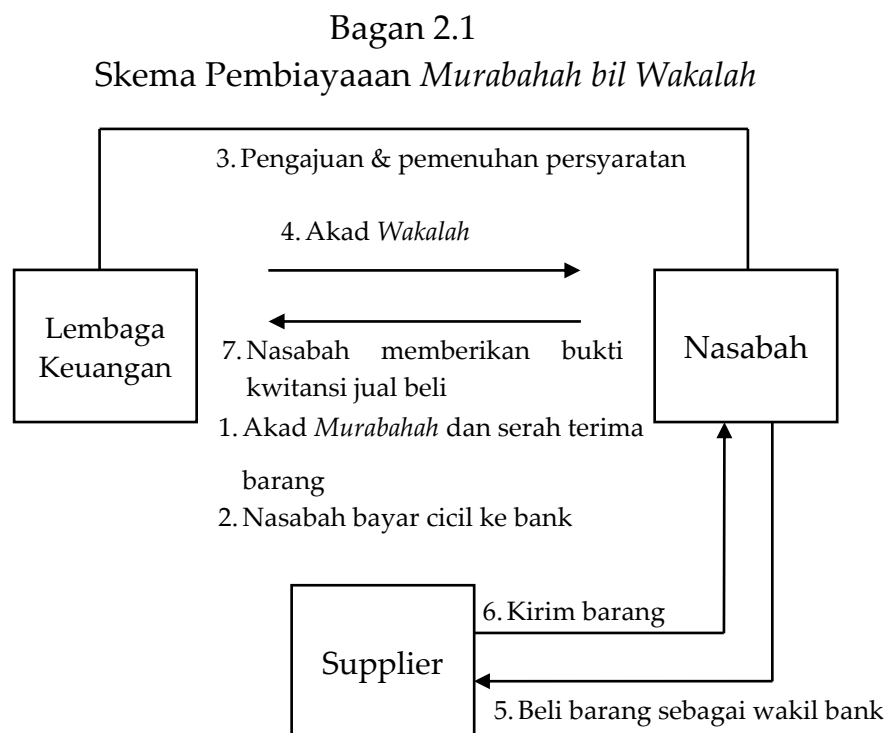 Bagan 2.1
Skema Pembiayaaan Murabahah bil Wakalah
3. Pengajuan & pemenuhan persyaratan
4. Akad Wakalah
Lembaga
Keuangan
Nasabah
7. Nasabah memberikan bukti
kwitansi jual beli
1. Akad Murabahah dan serah terima
barang
2. Nasabah bayar cicil ke bank
6. Kirim barang
Supplier
5. Beli barang sebagai wakil bank